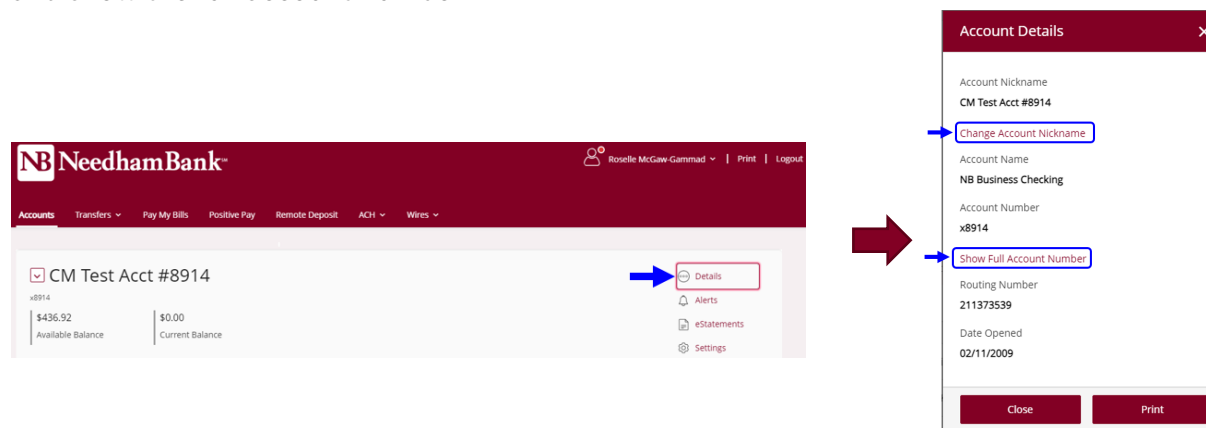 NB NeedhamBank℠
Roselle McGaw-Gammad | Print | Logout
Accounts Transfers Pay My Bills Positive Pay Remote Deposit ACH Wires
CM Test Acct #8914
x8914
$436.92 $0.00
Available Balance Current Balance
Details
Alerts
eStatements
Settings
Account Details
Account Nickname
CM Test Acct #8914
Change Account Nickname
Account Name
NB Business Checking
Account Number
x8914
Show Full Account Number
Routing Number
211373539
Date Opened
02/11/2009
Close Print